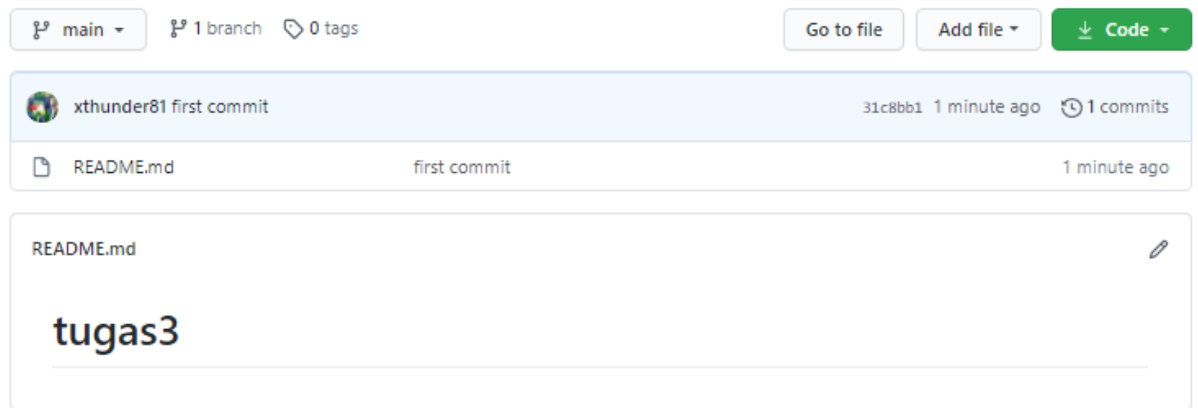 main 1 branch 0 tags Go to file Add file Code
xthunder81 first commit 31c8bb1 1 minute ago 1 commits
README.md first commit 1 minute ago
README.md
tugas3